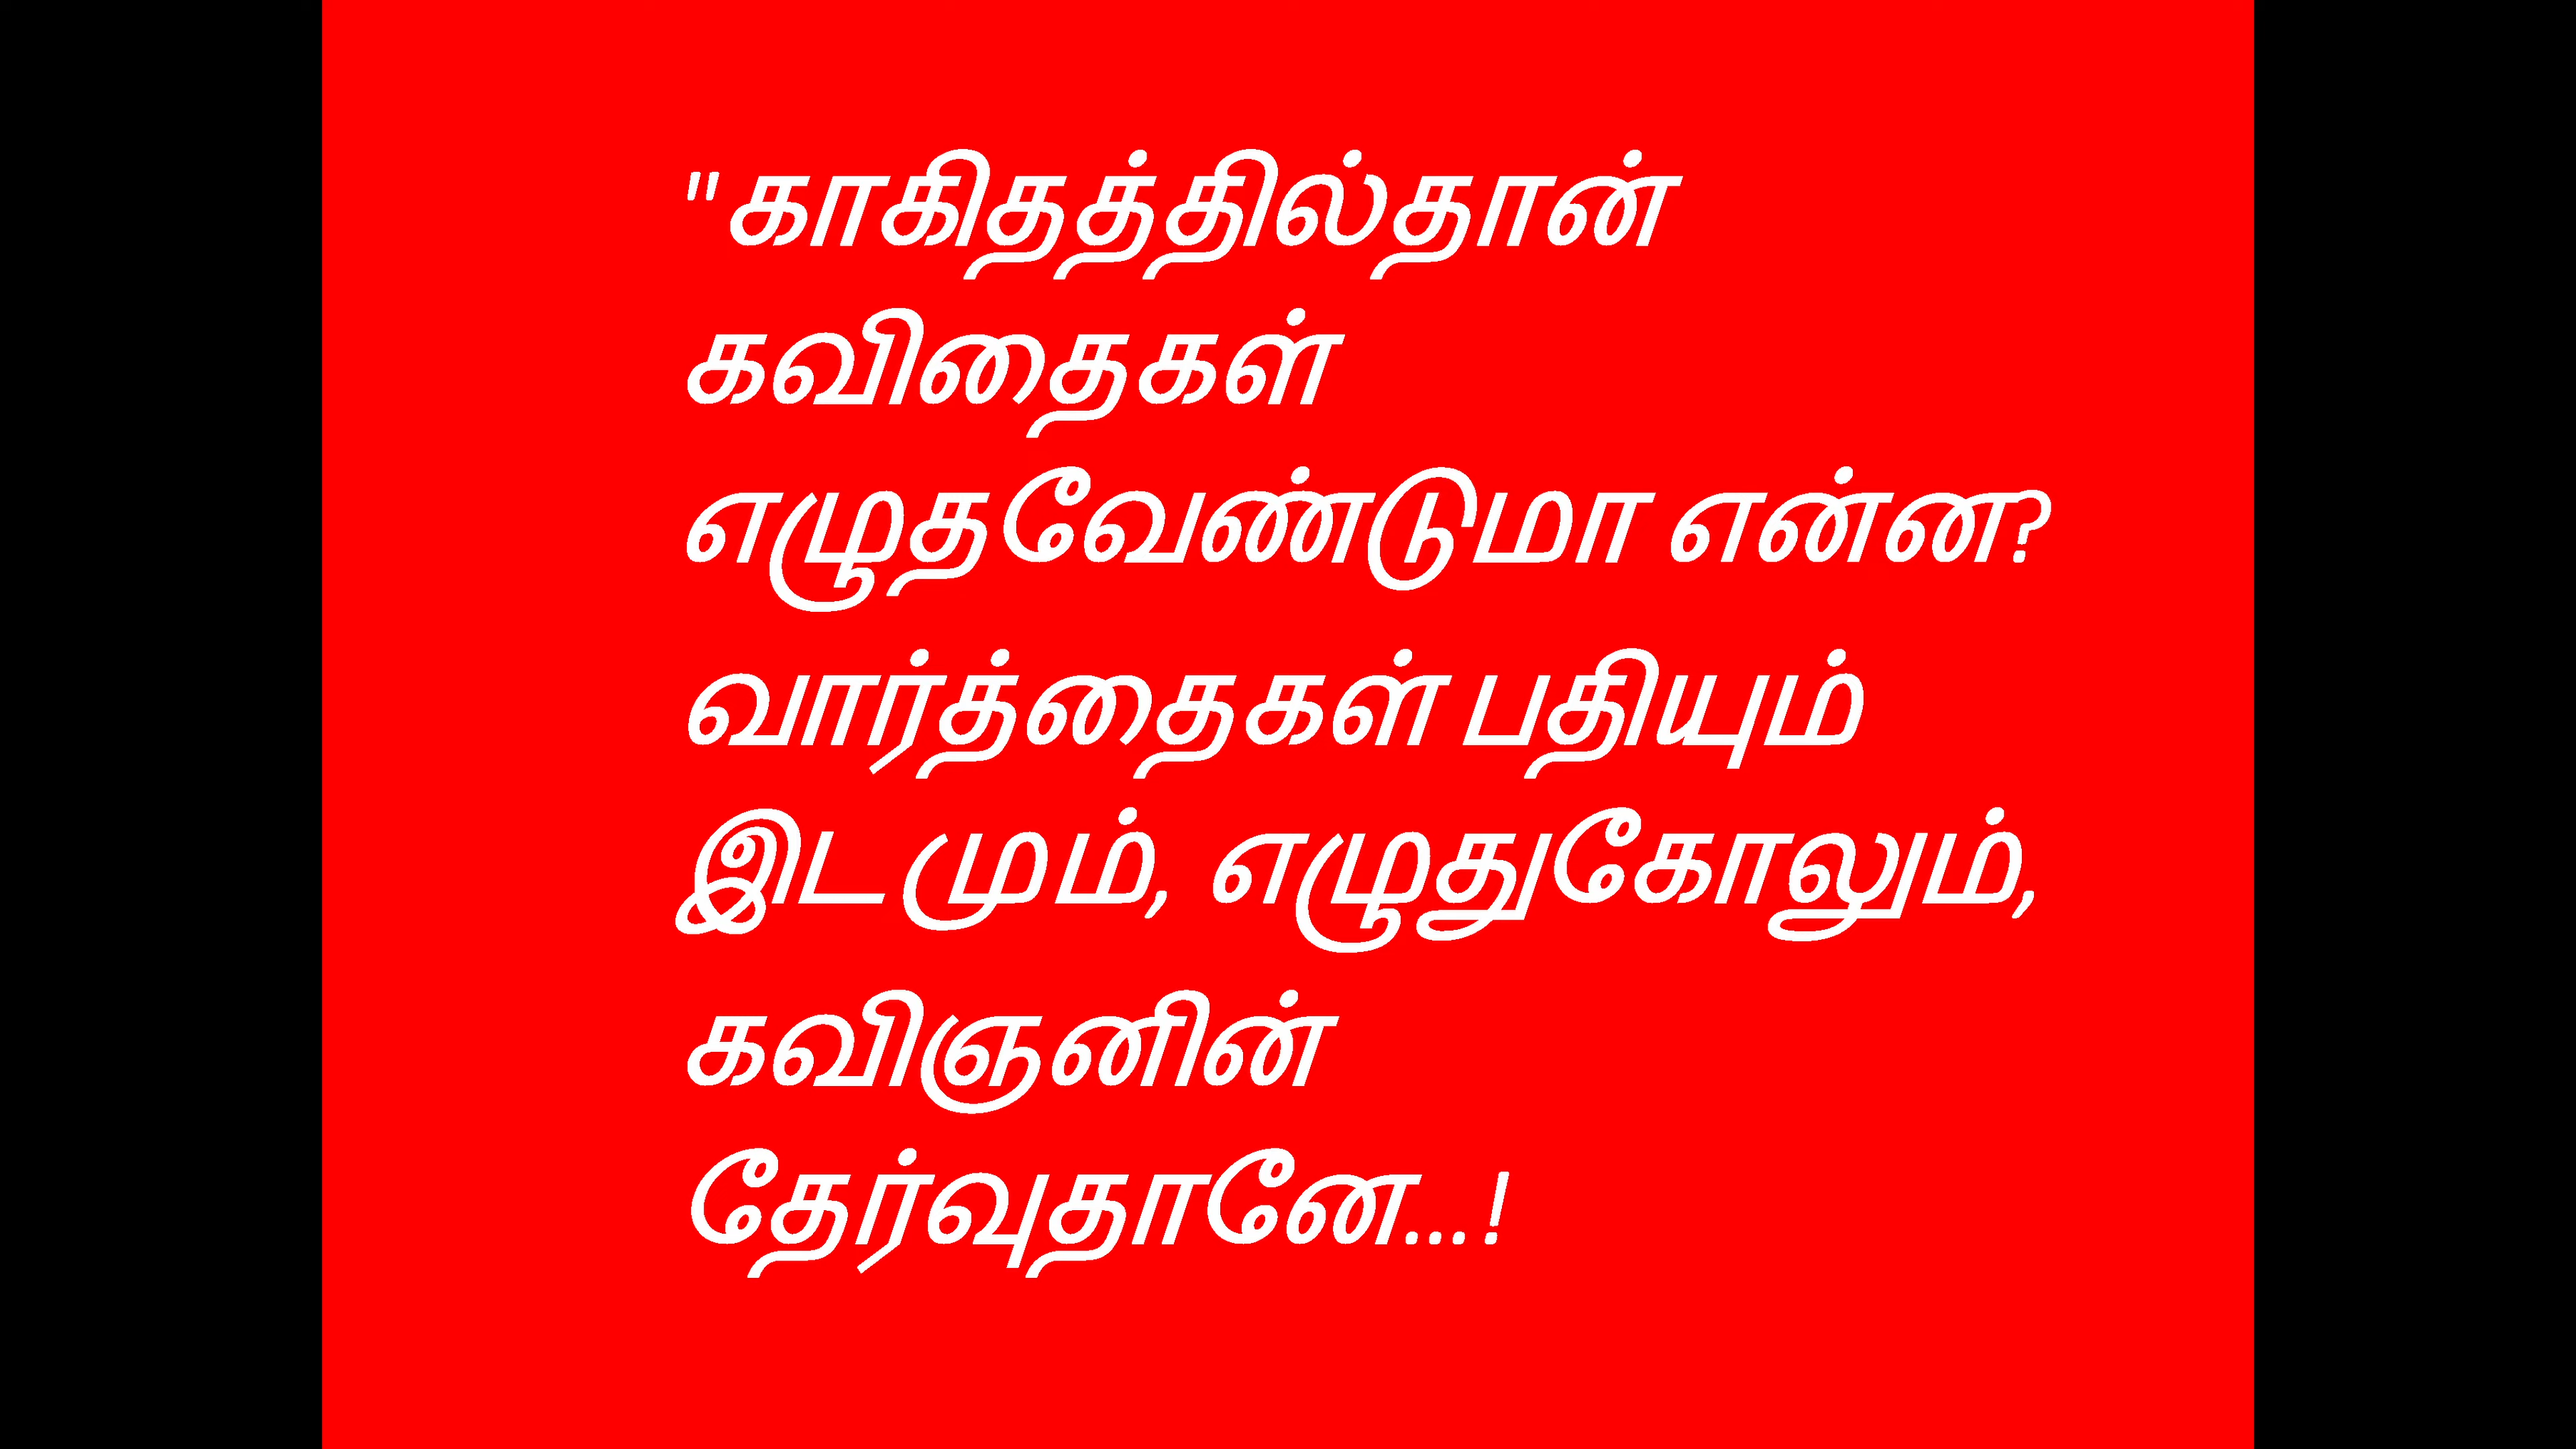 "காகிதத்தில்தான்
கவிதைகள்
எழுதவேண்டுமா என்ன?
வார்த்தைகள் பதியும்
இடமும், எழுதுகோலும்,
கவிஞனின்
தேர்வுதானே...!